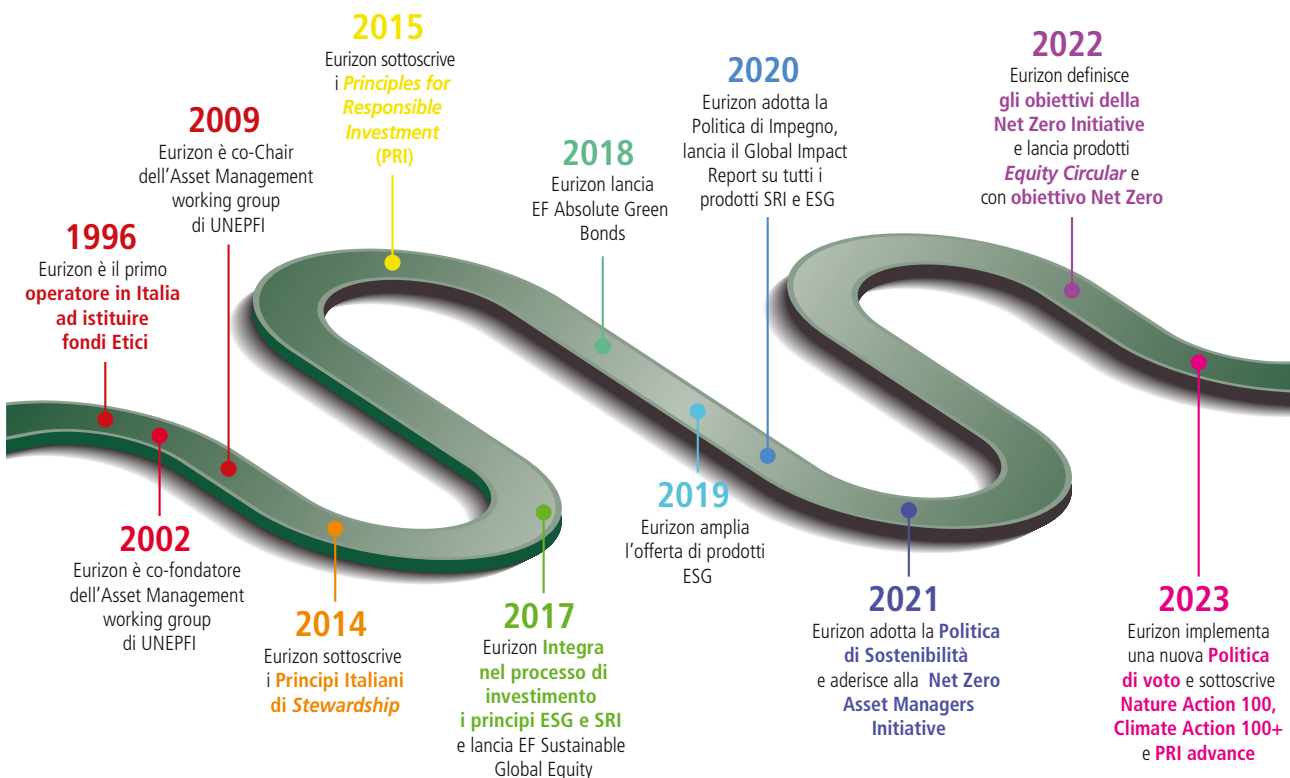 1996
Eurizon è il primo
operatore in Italia
ad istituire
fondi Etici
2002
Eurizon è co-fondatore
dell'Asset Management
working group
di UNEPFI
2009
Eurizon è co-Chair
dell'Asset Management
working group
di UNEPFI
2014
Eurizon sottoscrive
i Principi Italiani
di Stewardship
2015
Eurizon sottoscrive
i Principles for
Responsible
Investment
(PRI)
2017
Eurizon Integra
nel processo di
investimento
i principi ESG e SRI
e lancia EF Sustainable
Global Equity
2018
Eurizon lancia
EF Absolute Green
Bonds
2019
Eurizon amplia
l'offerta di prodotti
ESG
2020
Eurizon adotta la
Politica di Impegno,
lancia il Global Impact
Report su tutti i
prodotti SRI e ESG
2021
Eurizon adotta la Politica
di Sostenibilità
e aderisce alla Net Zero
Asset Managers
Initiative
2022
Eurizon definisce
gli obiettivi della
Net Zero Initiative
e lancia prodotti
Equity Circular e
con obiettivo Net Zero
2023
Eurizon implementa
una nuova Politica
di voto e sottoscrive
Nature Action 100,
Climate Action 100+
e PRI advance